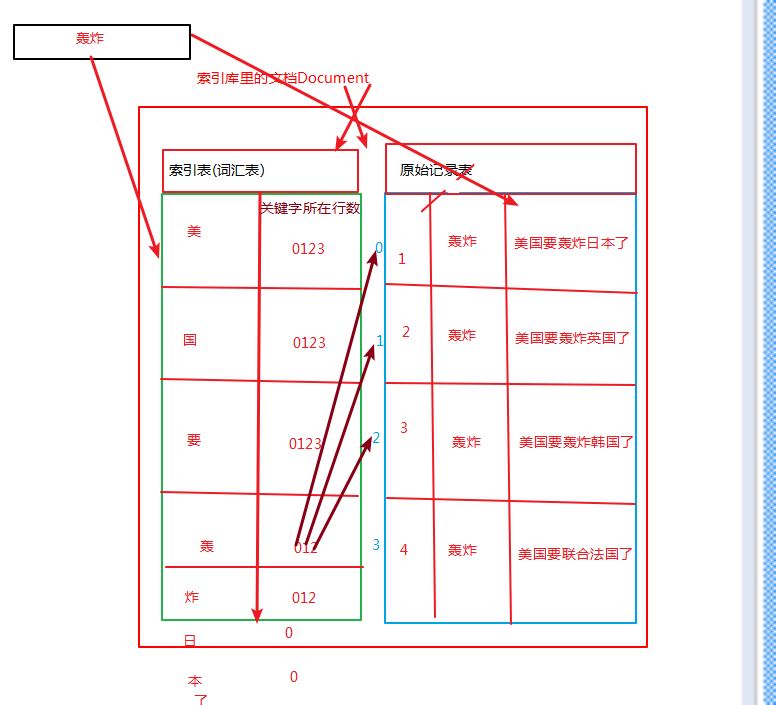 轰炸
索引库里的文档Document
索引表(词汇表)
原始记录表
关键字所在行数
美
0123
0
1
轰炸
美国要轰炸日本了
国
0123
1
2
轰炸
美国要轰炸英国了
要
0123
2
3
轰炸
美国要轰炸韩国了
轰
012
3
4
轰炸
美国要联合法国了
炸
012
日
0
本
0
了